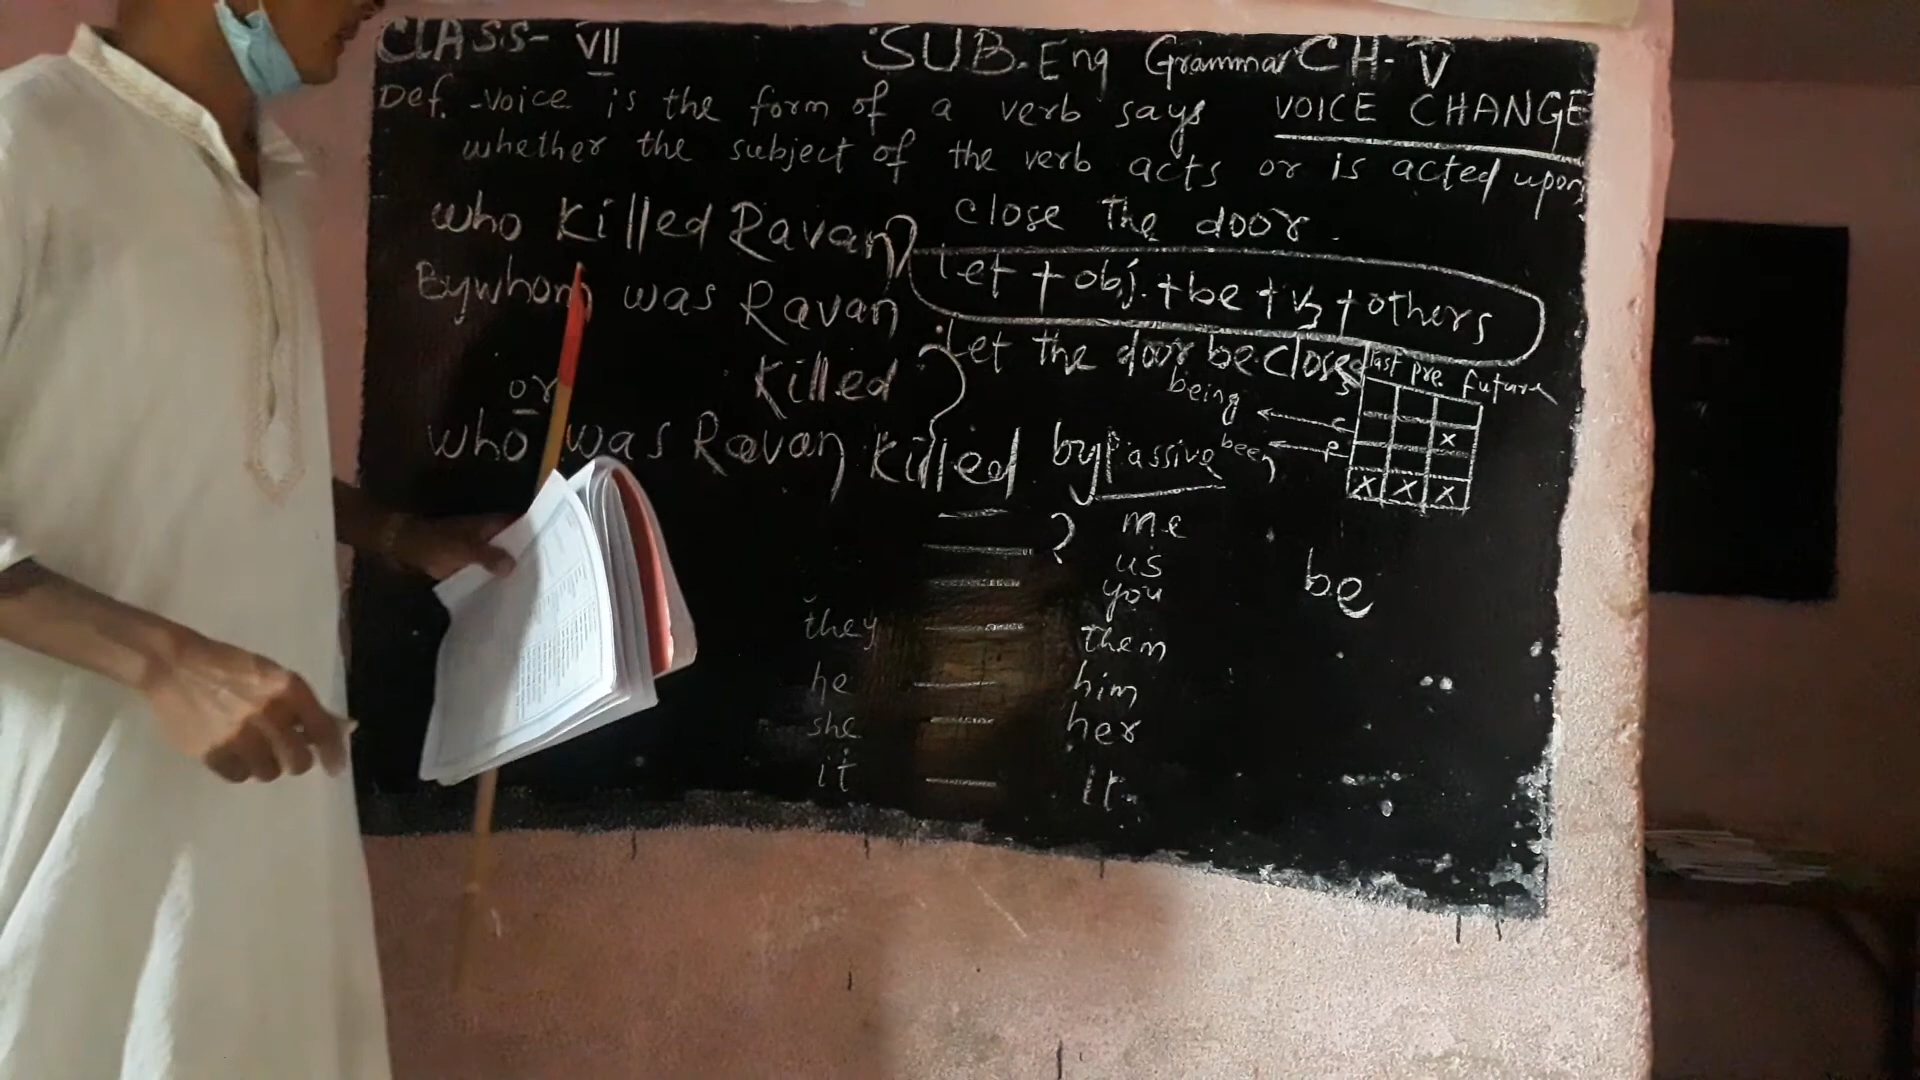 CLASS- VII SUB. Eng Grammar CH- V
Def. -Voice is the form of a verb says VOICE CHANGE
whether the subject of the verb acts or is acted upon
who killed Ravan?
close The door.
Let + obj. + be + V3 + others
Bywhom was Ravan killed ?
Let the door be closed
or
who was Ravan killed by
?
Passive
Past pre. future
S
being ← C
been ← P
X
X X X
me
us
you
they — them
he — him
she — her
it — it.
be